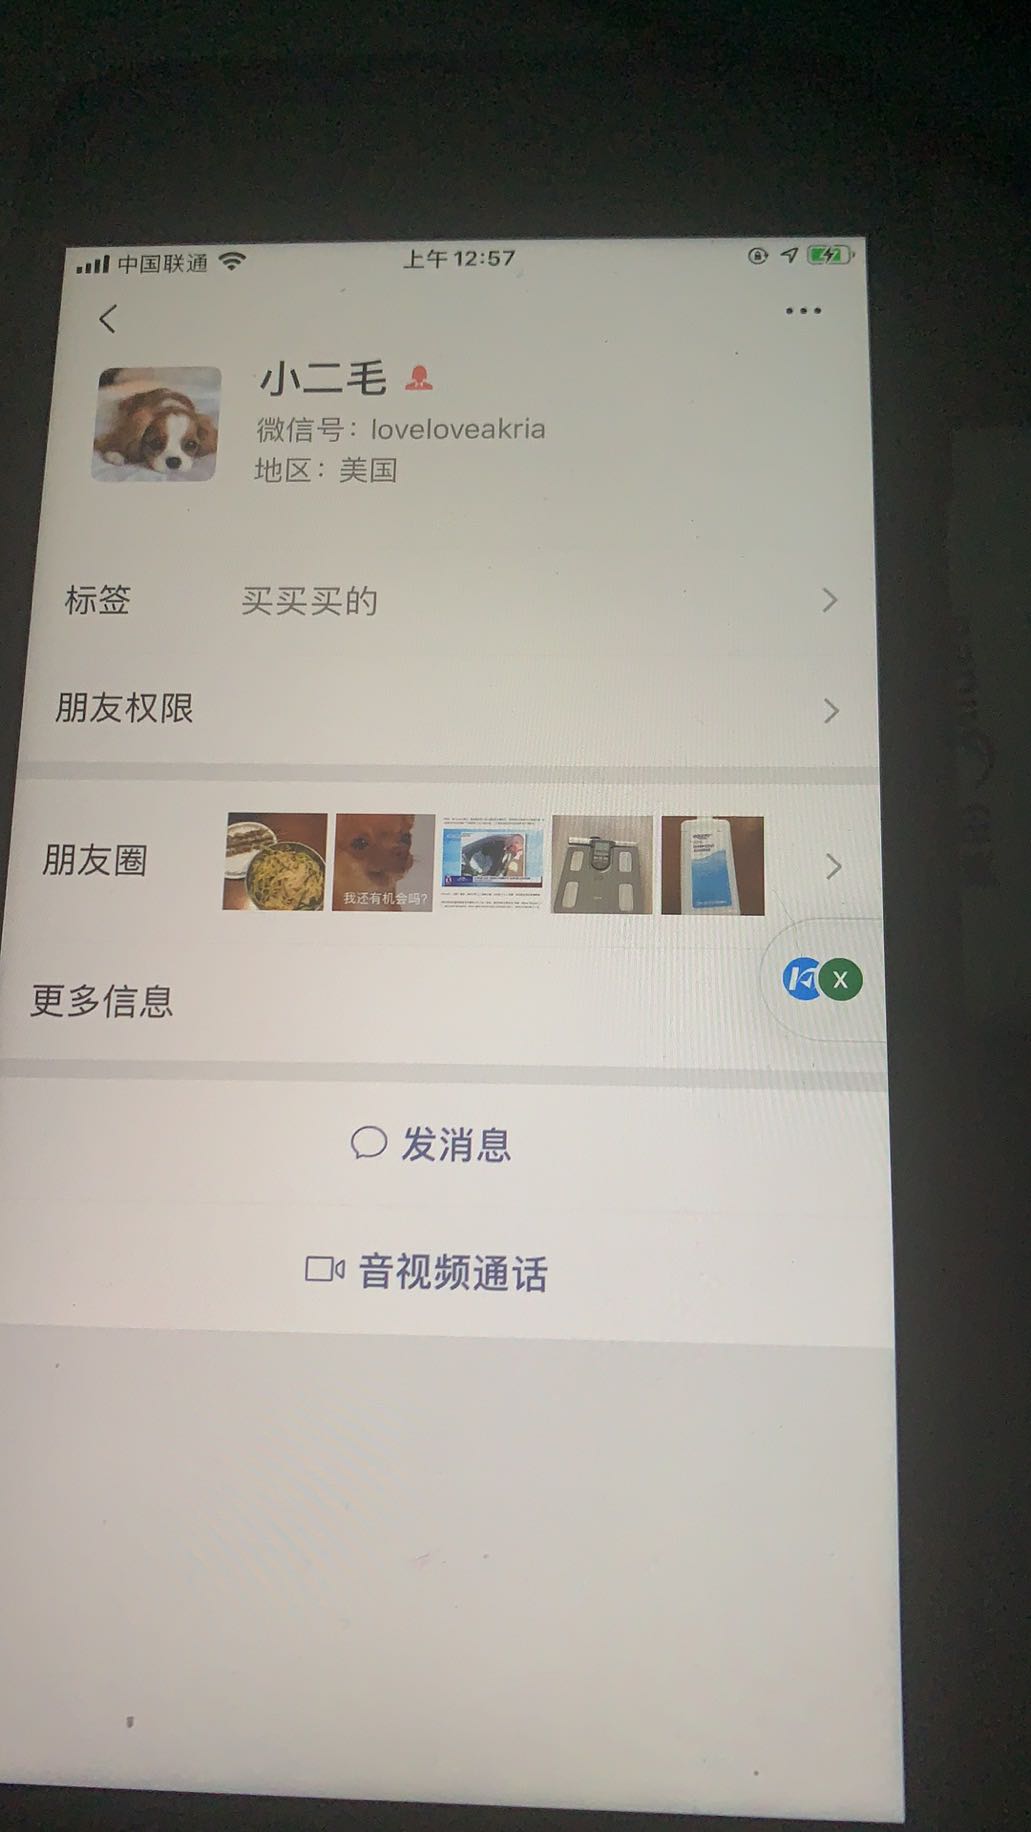 中国联通
上午12:57
小二毛
微信号：loveloveakria
地区：美国
标签 买买买的
朋友权限
朋友圈
我还有机会吗?
更多信息
X
发消息
音视频通话